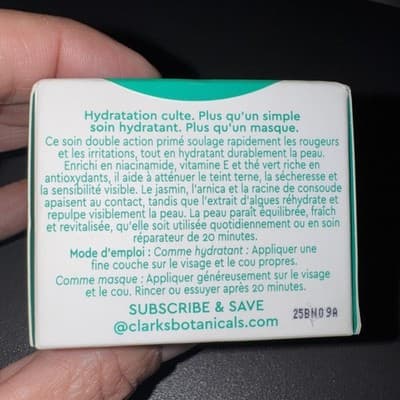 Hydratation culte. Plus qu'un simple
soin hydratant. Plus qu'un masque.
Ce soin double action primé soulage rapidement les rougeurs
et les irritations, tout en hydratant durablement la peau.
Enrichi en niacinamide, vitamine E et thé vert riche en
antioxydants, il aide à atténuer le teint terne, la sécheresse et
la sensibilité visible. Le jasmin, l'arnica et la racine de consoude
apaisent au contact, tandis que l'extrait d'algues réhydrate et
repulpe visiblement la peau. La peau paraît équilibrée, fraîche
et revitalisée, qu'elle soit utilisée quotidiennement ou en soin
réparateur de 20 minutes.
Mode d'emploi : Comme hydratant : Appliquer une
fine couche sur le visage et le cou propres.
Comme masque : Appliquer généreusement sur le visage
et le cou. Rincer ou essuyer après 20 minutes.
SUBSCRIBE & SAVE
@clarksbotanicals.com
25BN09A